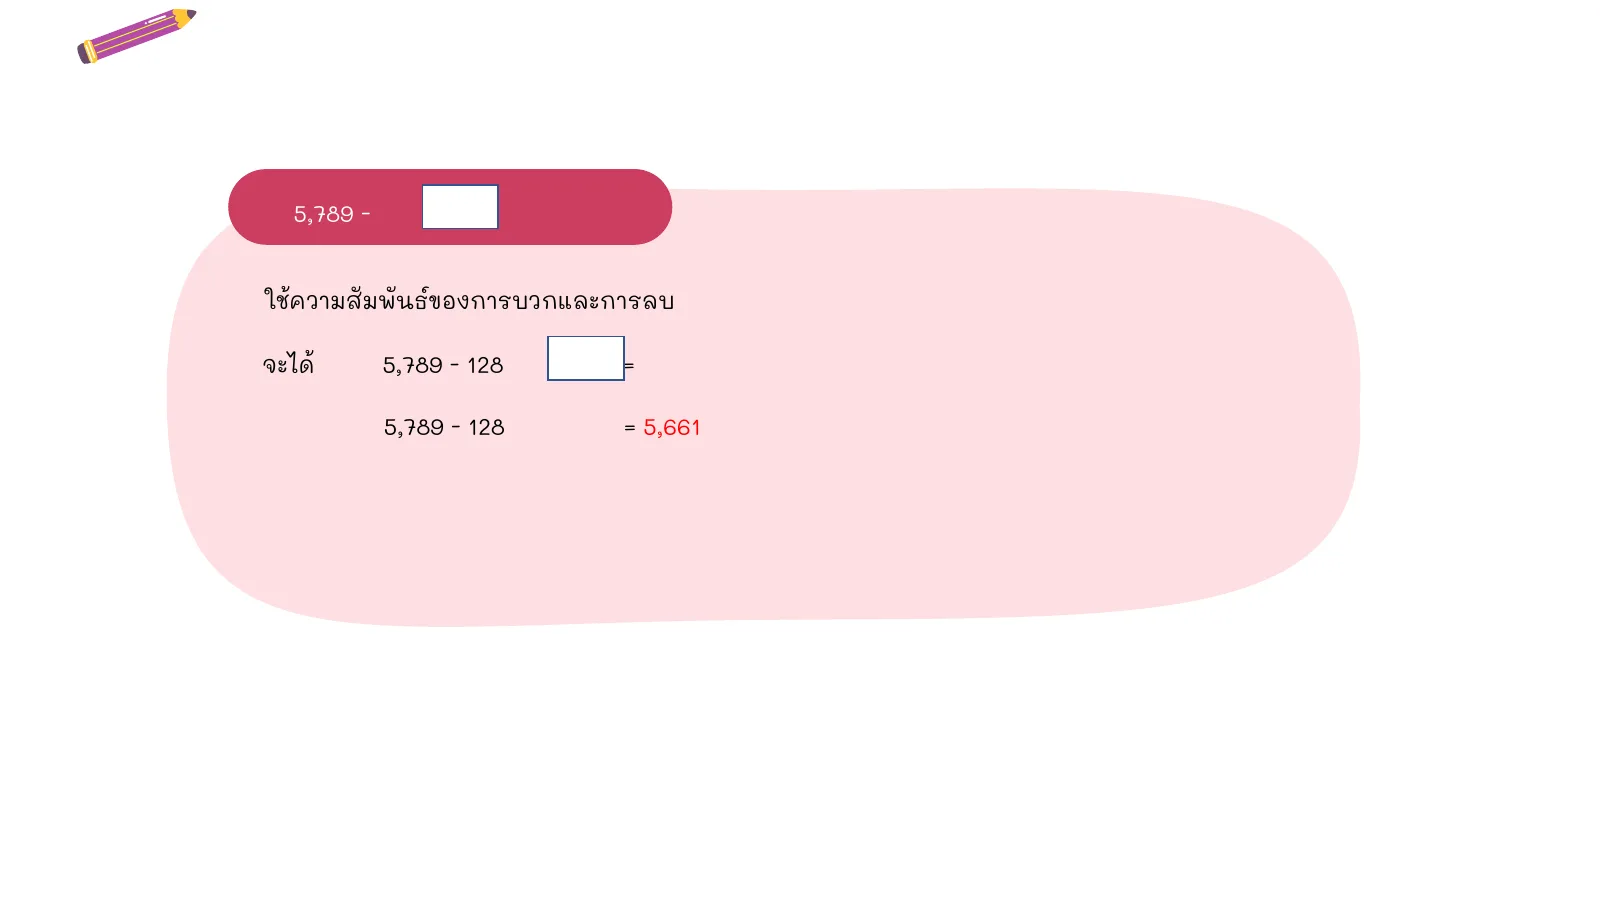 5,789 -
ใช้ความสัมพันธ์ของการบวกและการลบ
จะได้ 5,789 - 128 =
5,789 - 128 = 5,661